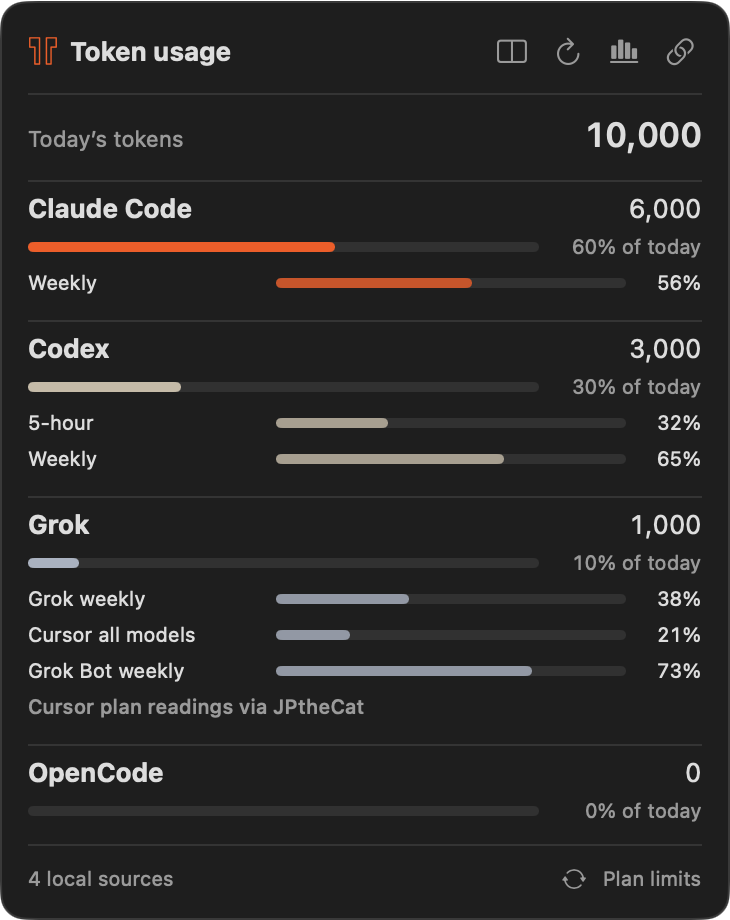 Token usage
Today’s tokens 10,000
Claude Code 6,000
60% of today
Weekly 56%
Codex 3,000
30% of today
5-hour 32%
Weekly 65%
Grok 1,000
10% of today
Grok weekly 38%
Cursor all models 21%
Grok Bot weekly 73%
Cursor plan readings via JPtheCat
OpenCode 0
0% of today
4 local sources Plan limits